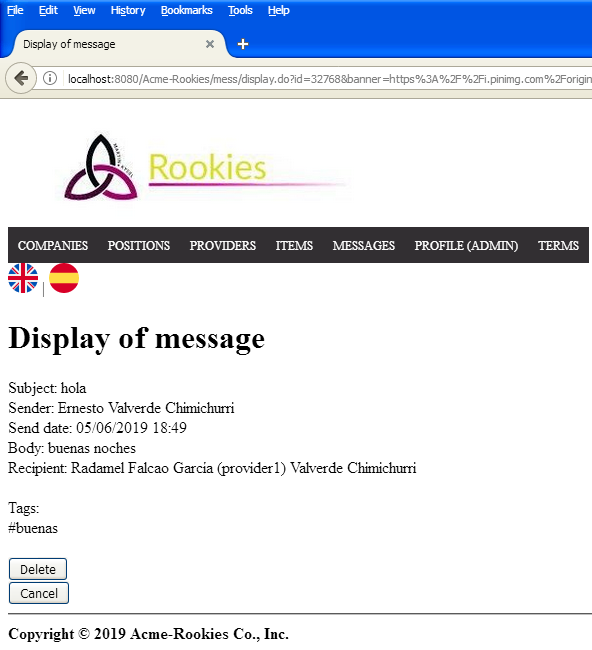 File Edit View History Bookmarks Tools Help
Display of message
localhost:8080/Acme-Rookies/mess/display.do?id=32768&banner=https%3A%2F%2Fi.pinimg.com%2Forigin
Rookies
COMPANIES POSITIONS PROVIDERS ITEMS MESSAGES PROFILE (ADMIN) TERMS
|
Display of message
Subject: hola
Sender: Ernesto Valverde Chimichurri
Send date: 05/06/2019 18:49
Body: buenas noches
Recipient: Radamel Falcao Garcia (provider1) Valverde Chimichurri
Tags:
#buenas
Delete
Cancel
Copyright © 2019 Acme-Rookies Co., Inc.